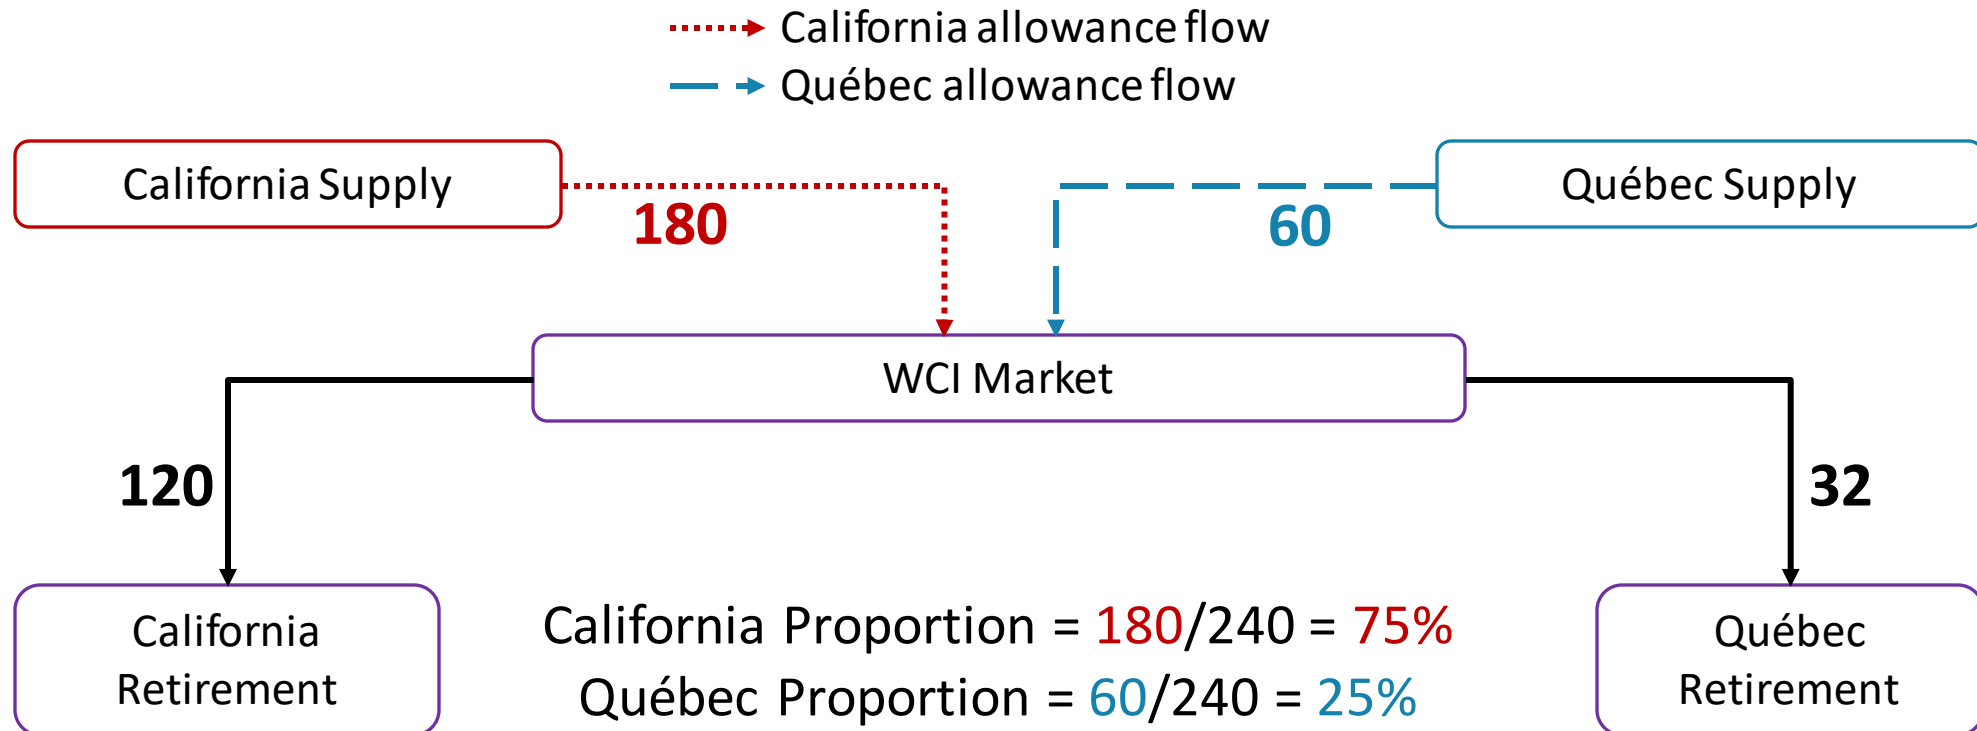 California allowance flow
Québec allowance flow
California Supply
Québec Supply
180
60
WCI Market
120
32
California
Retirement
California Proportion = 180/240 = 75%
Québec Proportion = 60/240 = 25%
Québec
Retirement